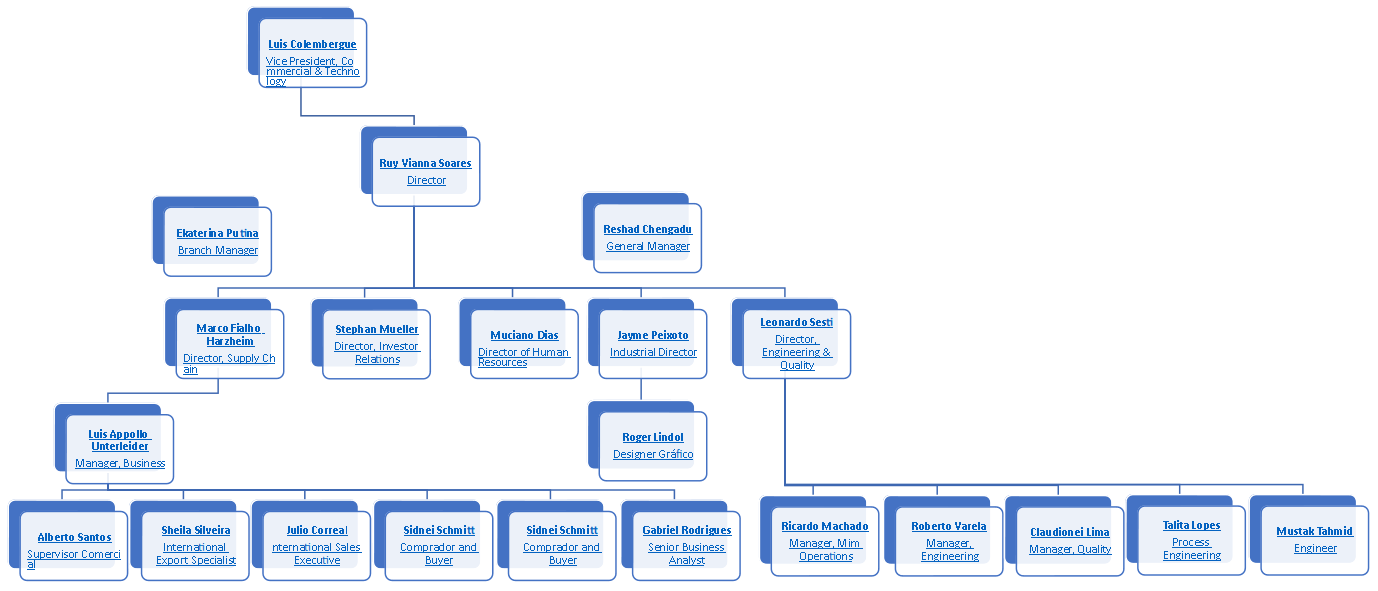 Luis Colembergue
Vice President, Co
mmercial & Techno
logy
Ruy Vianna Soares
Director
Ekaterina Putina
Branch Manager
Reshad Chengadu
General Manager
Marco Fialho
Harzheim
Director, Supply Ch
ain
Stephan Mueller
Director, Investor
Relations
Muciano Dias
Director of Human
Resources
Jayme Peixoto
Industrial Director
Leonardo Sesti
Director,
Engineering &
Quality
Luis Appollo
Unterleider
Manager, Business
Roger Lindol
Designer Gráfico
Alberto Santos
Supervisor Comerci
al
Sheila Silveira
International
Export Specialist
Julio Correal
nternational Sales
Executive
Sidnei Schmitt
Comprador and
Buyer
Sidnei Schmitt
Comprador and
Buyer
Gabriel Rodrigues
Senior Business
Analyst
Ricardo Machado
Manager, Mim
Operations
Roberto Varela
Manager,
Engineering
Claudionei Lima
Manager, Quality
Talita Lopes
Process
Engineering
Mustak Tahmid
Engineer